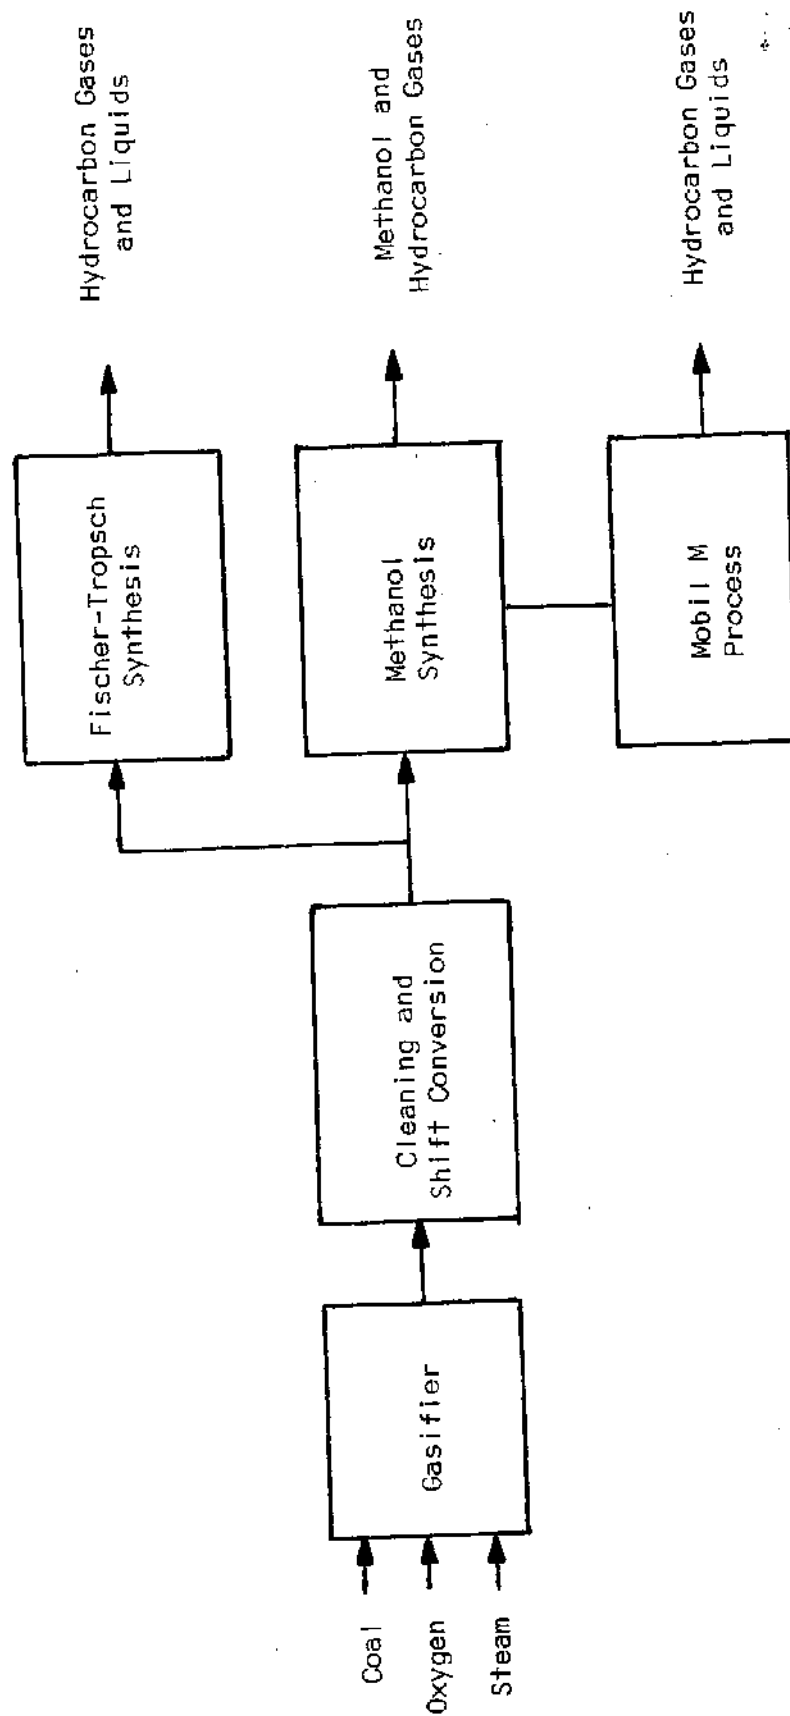 Coal
Oxygen
Steam
Gasifier
Cleaning and
Shift Conversion
Fischer-Tropsch
Synthesis
Hydrocarbon Gases
and Liquids
Methanol
Synthesis
Methanol and
Hydrocarbon Gases
Mobil M
Process
Hydrocarbon Gases
and Liquids